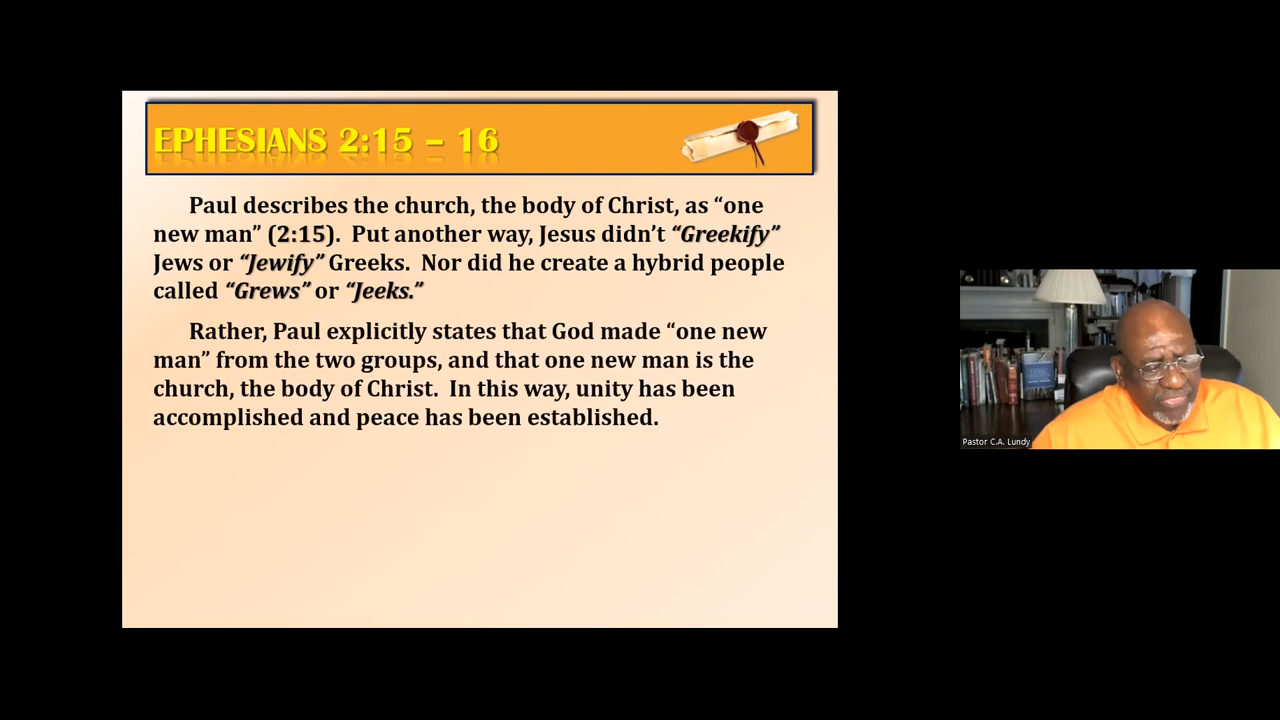 EPHESIANS 2:15 – 16
Paul describes the church, the body of Christ, as “one
new man” (2:15).  Put another way, Jesus didn’t “Greekify”
Jews or “Jewify” Greeks.  Nor did he create a hybrid people
called “Grews” or “Jeeks.”
Rather, Paul explicitly states that God made “one new
man” from the two groups, and that one new man is the
church, the body of Christ.  In this way, unity has been
accomplished and peace has been established.
Pastor C.A. Lundy